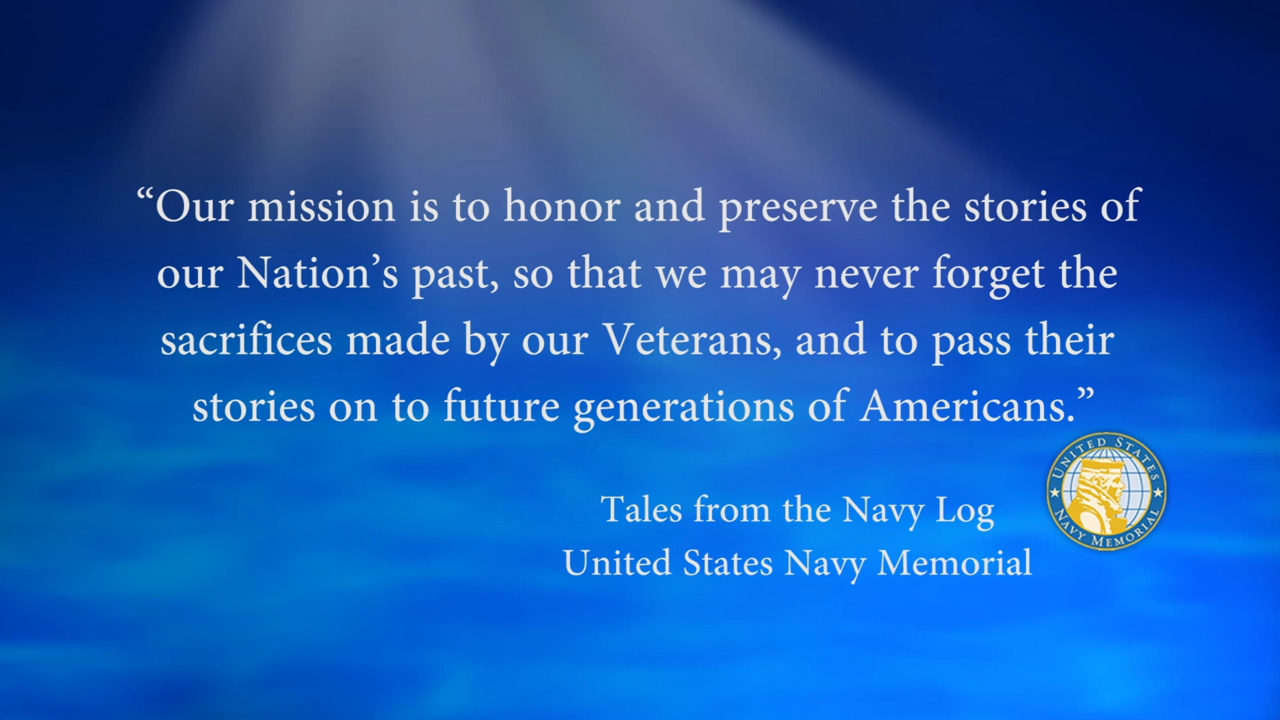 “Our mission is to honor and preserve the stories of
our Nation’s past, so that we may never forget the
sacrifices made by our Veterans, and to pass their
stories on to future generations of Americans.”
Tales from the Navy Log
United States Navy Memorial
UNITED STATES
NAVY MEMORIAL